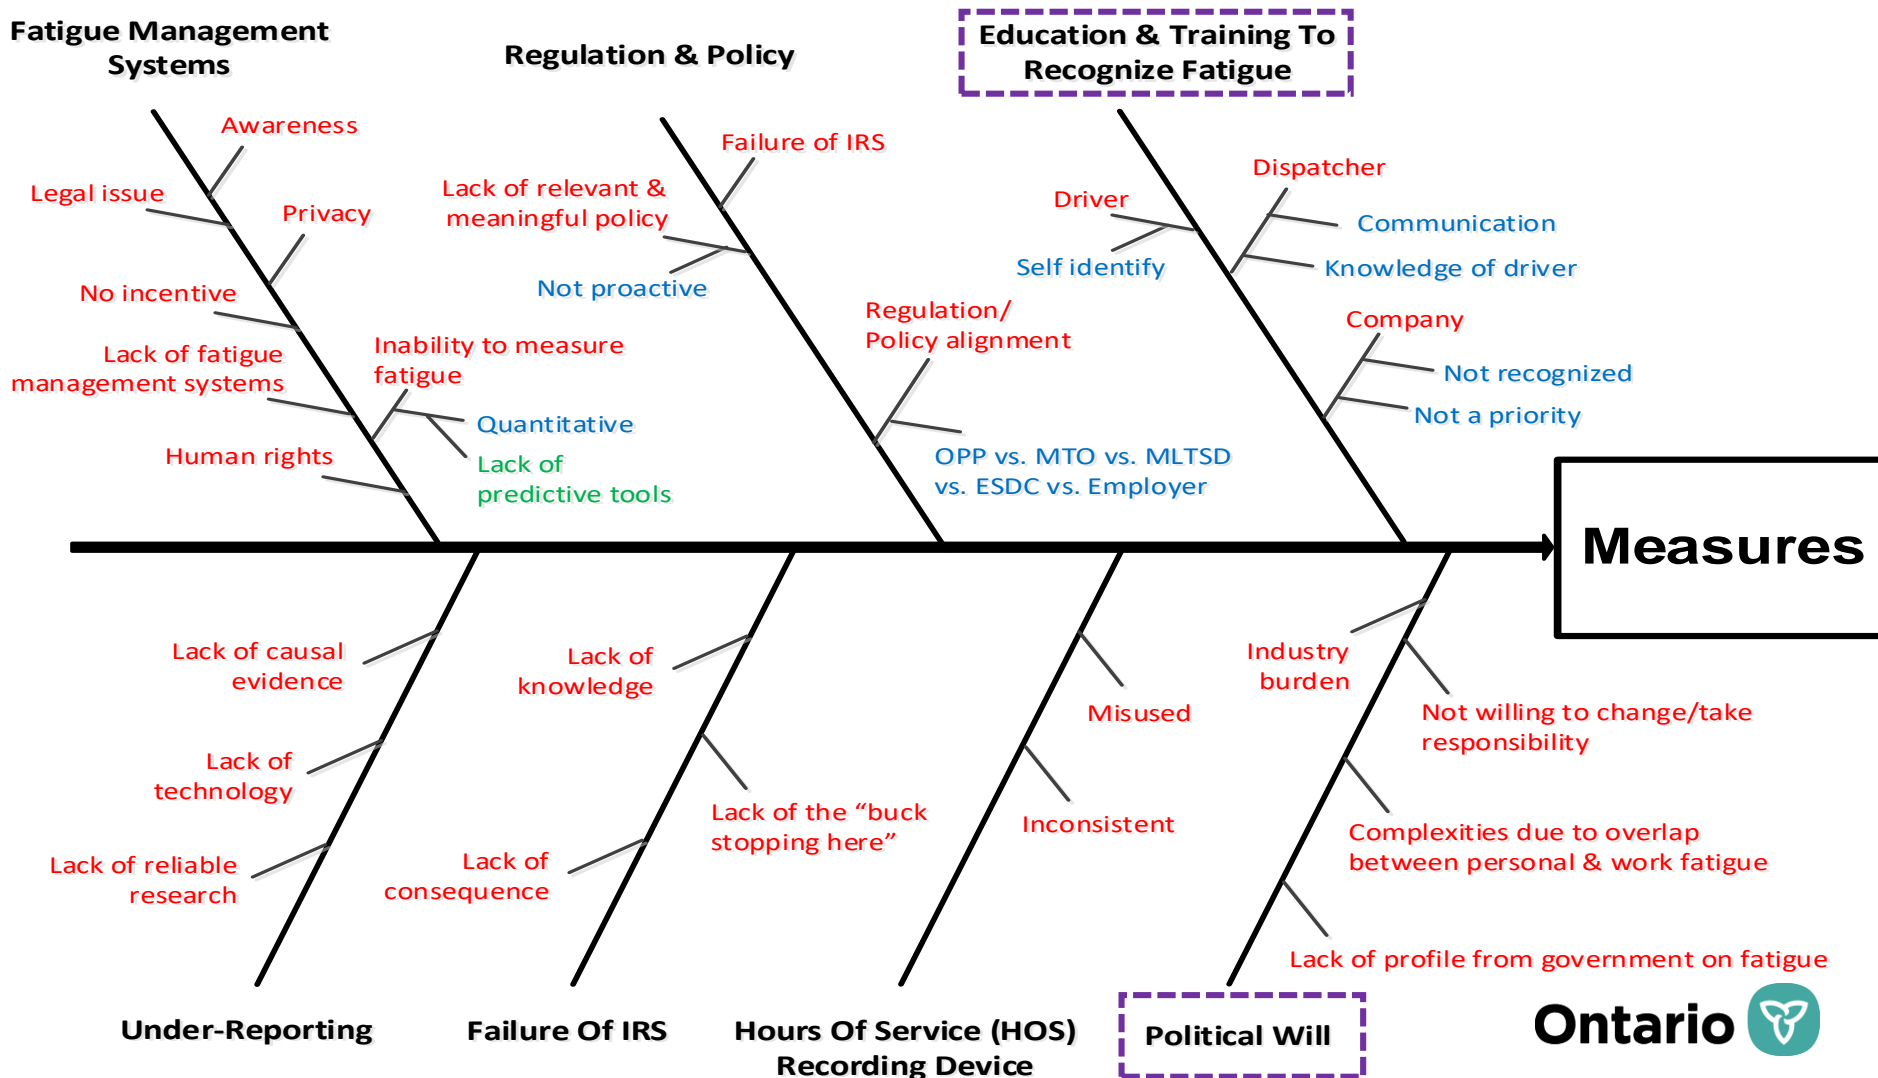 Fatigue Management
Systems
Regulation & Policy
Education & Training To
Recognize Fatigue
Awareness
Legal issue
Privacy
No incentive
Lack of fatigue
management systems
Inability to measure
fatigue
Quantitative
Lack of
predictive tools
Human rights
Failure of IRS
Lack of relevant &
meaningful policy
Not proactive
Regulation/
Policy alignment
OPP vs. MTO vs. MLTSD
vs. ESDC vs. Employer
Driver
Self identify
Dispatcher
Communication
Knowledge of driver
Company
Not recognized
Not a priority
Measures
Lack of causal
evidence
Lack of
technology
Lack of reliable
research
Under-Reporting
Lack of
knowledge
Lack of the “buck
stopping here”
Lack of
consequence
Failure Of IRS
Misused
Inconsistent
Hours Of Service (HOS)
Recording Device
Industry
burden
Not willing to change/take
responsibility
Complexities due to overlap
between personal & work fatigue
Lack of profile from government on fatigue
Political Will
Ontario